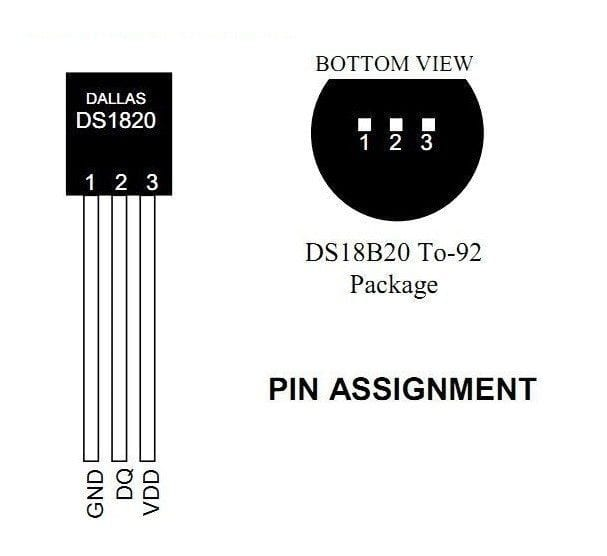 BOTTOM VIEW
DALLAS
DS1820
1 2 3
1 2 3
DS18B20 To-92
Package
PIN ASSIGNMENT
GND
DQ
VDD